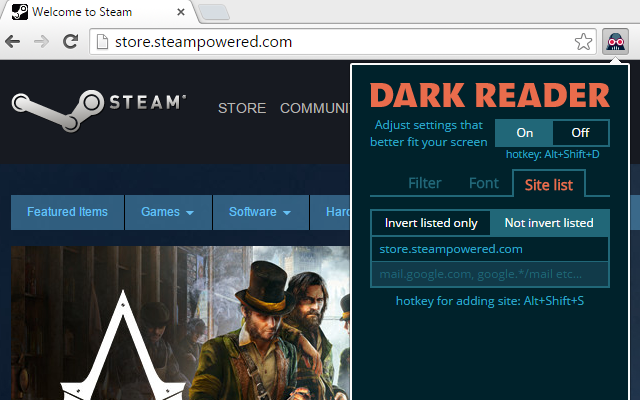 Welcome to Steam
store.steampowered.com
STEAM®
STORE COMMUNIT
Featured Items Games Software Hard
DARK READER
Adjust settings that
better fit your screen
On Off
hotkey: Alt+Shift+D
Filter Font Site list
Invert listed only Not invert listed
store.steampowered.com
mail.google.com, google.*/mail etc...
hotkey for adding site: Alt+Shift+S